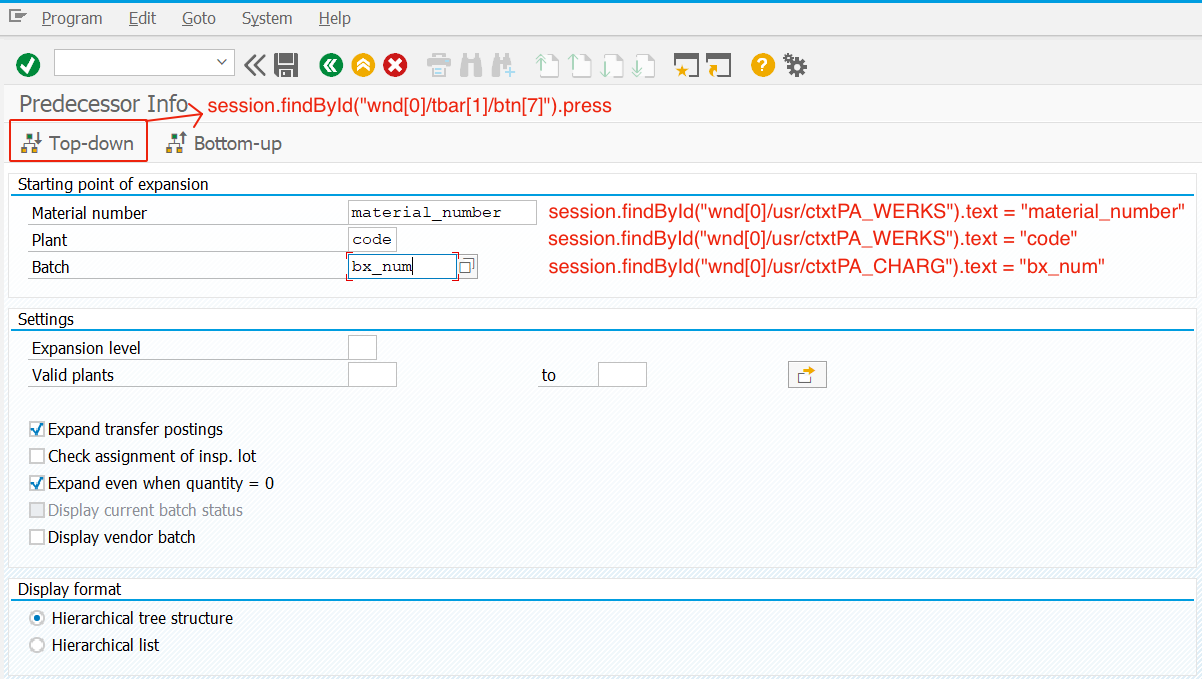 Program Edit Goto System Help
Predecessor Info session.findById("wnd[0]/tbar[1]/btn[7]").press
Top-down Bottom-up
Starting point of expansion
Material number material_number session.findById("wnd[0]/usr/ctxtPA_WERKS").text = "material_number"
Plant code session.findById("wnd[0]/usr/ctxtPA_WERKS").text = "code"
Batch bx_num session.findById("wnd[0]/usr/ctxtPA_CHARG").text = "bx_num"
Settings
Expansion level
Valid plants to
Expand transfer postings
Check assignment of insp. lot
Expand even when quantity = 0
Display current batch status
Display vendor batch
Display format
Hierarchical tree structure
Hierarchical list